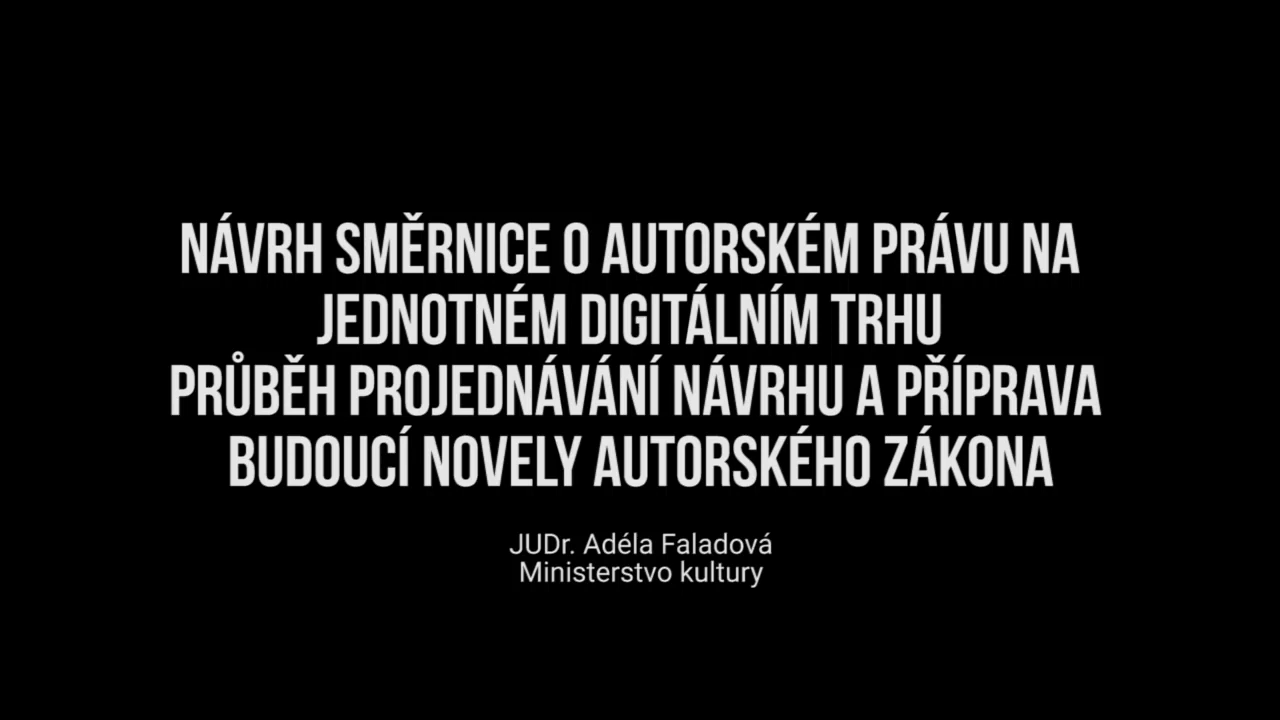 NÁVRH SMĚRNICE O AUTORSKÉM PRÁVU NA
JEDNOTNÉM DIGITÁLNÍM TRHU
PRŮBĚH PROJEDNÁVÁNÍ NÁVRHU A PŘÍPRAVA
BUDOUCÍ NOVELY AUTORSKÉHO ZÁKONA
JUDr. Adéla Faladová
Ministerstvo kultury